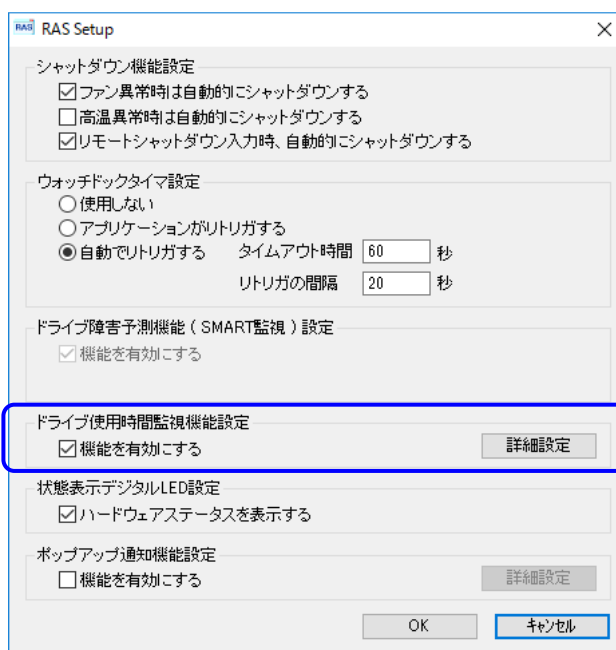 RAS RAS Setup
シャットダウン機能設定
ファン異常時は自動的にシャットダウンする
高温異常時は自動的にシャットダウンする
リモートシャットダウン入力時、自動的にシャットダウンする
ウォッチドックタイマ設定
使用しない
アプリケーションがリトリガする
自動でリトリガする タイムアウト時間 60 秒
リトリガの間隔 20 秒
ドライブ障害予測機能 ( SMART監視 ) 設定
機能を有効にする
ドライブ使用時間監視機能設定
機能を有効にする 詳細設定
状態表示デジタルLED設定
ハードウェアステータスを表示する
ポップアップ通知機能設定
機能を有効にする 詳細設定
OK キャンセル